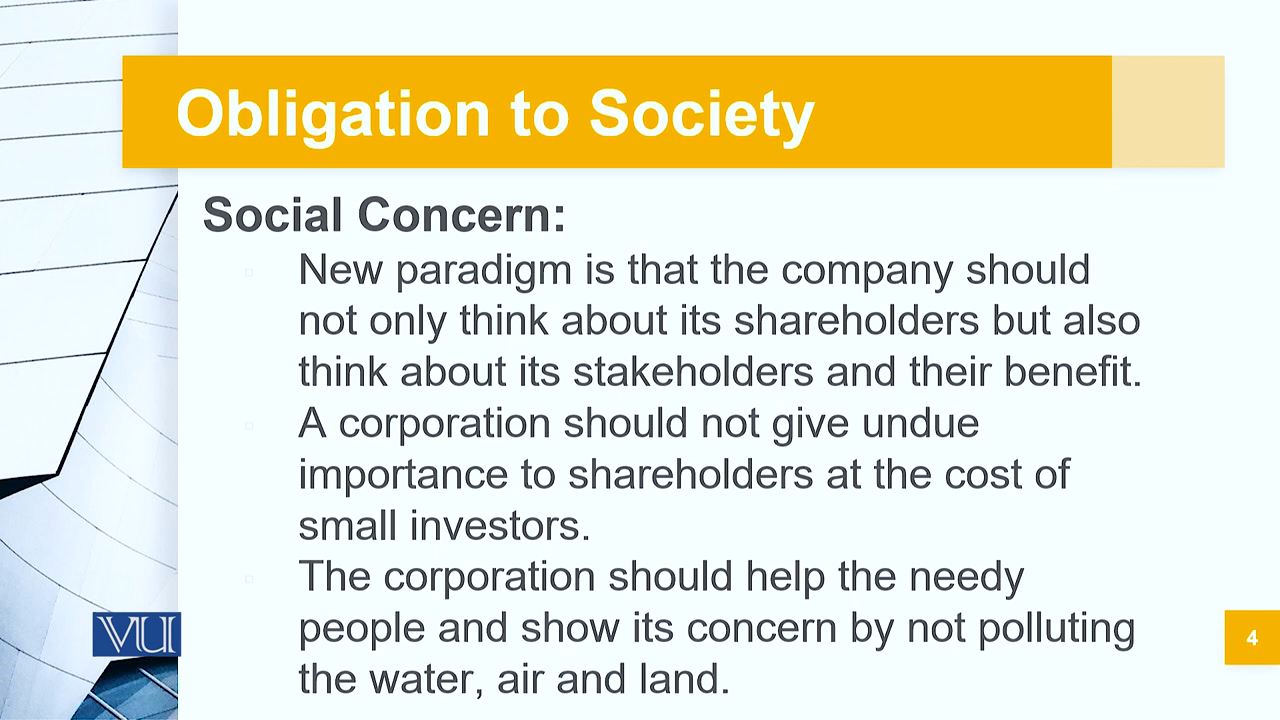 Obligation to Society
Social Concern:
New paradigm is that the company should
not only think about its shareholders but also
think about its stakeholders and their benefit.
A corporation should not give undue
importance to shareholders at the cost of
small investors.
The corporation should help the needy
people and show its concern by not polluting
the water, air and land.
VU
4